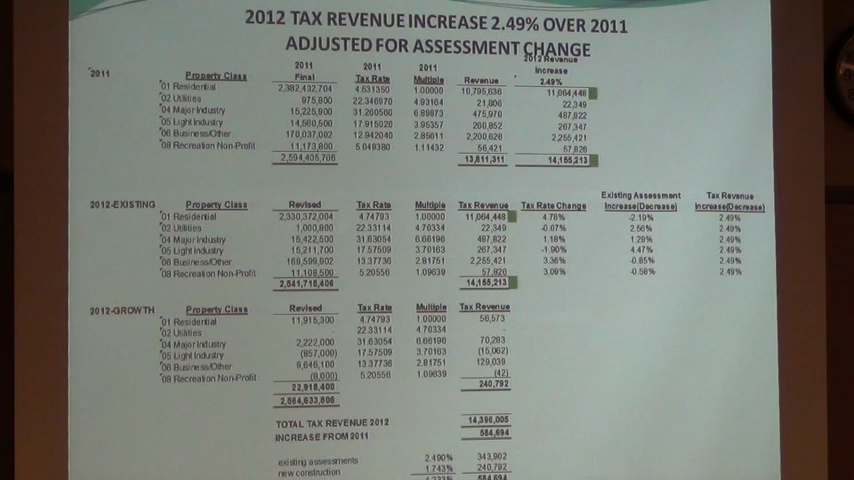 2012 TAX REVENUE INCREASE 2.49% OVER 2011
ADJUSTED FOR ASSESSMENT CHANGE
2011 Property Class 2011 Final 2011 Tax Rate 2011 Multiple Revenue 2012 Revenue Increase 2.49%
'01 Residential 2,382,432,704 4.531350 1.00000 10,795,636 11,064,448
'02 Utilities 975,800 22.346970 4.93164 21,806 22,349
'04 Major Industry 15,225,900 31.260500 6.89873 475,970 487,822
'05 Light Industry 14,560,500 17.915020 3.95357 260,852 267,347
'06 Business/Other 170,037,002 12.942040 2.85611 2,200,626 2,255,421
'08 Recreation Non-Profit 11,173,800 5.049380 1.11432 56,421 57,826
2,594,405,706 13,811,311 14,155,213
2012-EXISTING Property Class Revised Tax Rate Multiple Tax Revenue Tax Rate Change Existing Assessment Increase(Decrease) Tax Revenue Increase(Decrease)
'01 Residential 2,330,372,004 4.74793 1.00000 11,064,448 4.78% -2.19% 2.49%
'02 Utilities 1,000,800 22.33114 4.70334 22,349 -0.07% 2.56% 2.49%
'04 Major Industry 15,422,500 31.63054 6.66196 487,822 1.18% 1.29% 2.49%
'05 Light Industry 15,211,700 17.57509 3.70163 267,347 -1.90% 4.47% 2.49%
'06 Business/Other 168,599,902 13.37736 2.81751 2,255,421 3.36% -0.85% 2.49%
'08 Recreation Non-Profit 11,108,500 5.20556 1.09639 57,826 3.09% -0.58% 2.49%
2,541,715,406 14,155,213
2012-GROWTH Property Class Revised Tax Rate Multiple Tax Revenue
'01 Residential 11,915,300 4.74793 1.00000 56,573
'02 Utilities - 22.33114 4.70334 -
'04 Major Industry 2,222,000 31.63054 6.66196 70,283
'05 Light Industry (857,000) 17.57509 3.70163 (15,062)
'06 Business/Other 9,646,100 13.37736 2.81751 129,039
'08 Recreation Non-Profit (8,000) 5.20556 1.09639 (42)
22,918,400 240,792
2,564,633,806
TOTAL TAX REVENUE 2012 14,396,005
INCREASE FROM 2011 584,694
existing assessments 2.490% 343,902
new construction 1.743% 240,792
4.233% 584,694